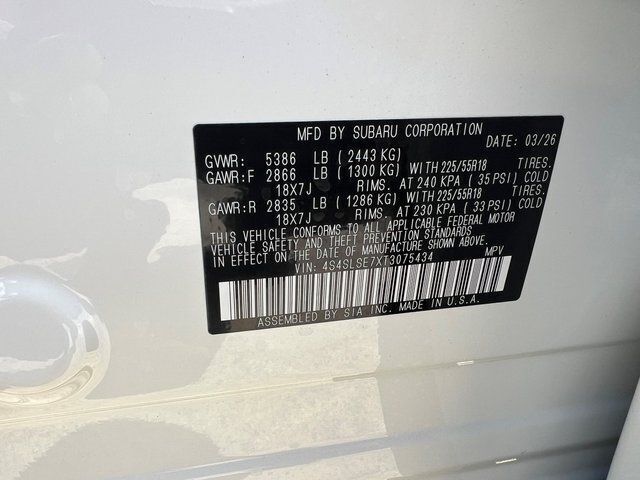 MFD BY SUBARU CORPORATION DATE: 03/26
GVWR: 5386 LB ( 2443 KG)
GAWR:F 2866 LB ( 1300 KG) WITH 225/55R18 TIRES.
18X7J RIMS. AT 240 KPA ( 35 PSI) COLD
GAWR:R 2835 LB ( 1286 KG) WITH 225/55R18 TIRES.
18X7J RIMS. AT 230 KPA ( 33 PSI) COLD
THIS VEHICLE CONFORMS TO ALL APPLICABLE FEDERAL MOTOR
VEHICLE SAFETY AND THEFT PREVENTION STANDARDS
IN EFFECT ON THE DATE OF MANUFACTURE SHOWN ABOVE.
VIN: 4S4SLSE7XT3075434 MPV
ASSEMBLED BY SIA INC. MADE IN U.S.A.